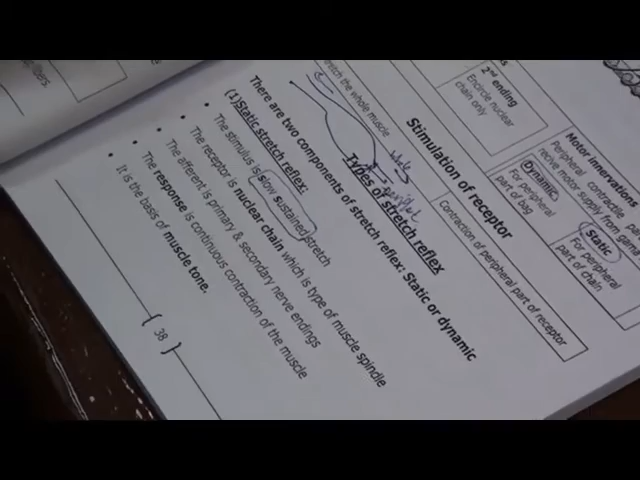 fibers.
ns
2nd ending
Encircle nuclear
chain only
Motor innervations
Peripheral contractile
recive motor supply from gama
Dynamic
For peripheral
part of bag
Static
For peripheral
part of chain
Stimulation of receptor
stretch the whole muscle
Contraction of peripheral part of receptor
Types of stretch reflex
There are two components of stretch reflex: Static or dynamic
(1)Static stretch reflex:
• The stimulus is slow sustained stretch
• The receptor is nuclear chain which is type of muscle spindle
• The afferent is primary & secondary nerve endings
• The response is continuous contraction of the muscle
• It is the basis of muscle tone.
( 38 )